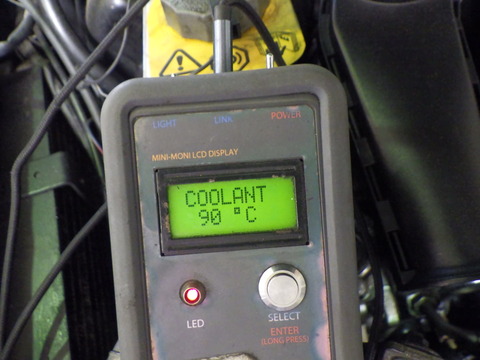 LIGHT LINK POWER
MINI-MONI LCD DISPLAY
COOLANT
90 °C
LED SELECT
ENTER
(LONG PRESS)